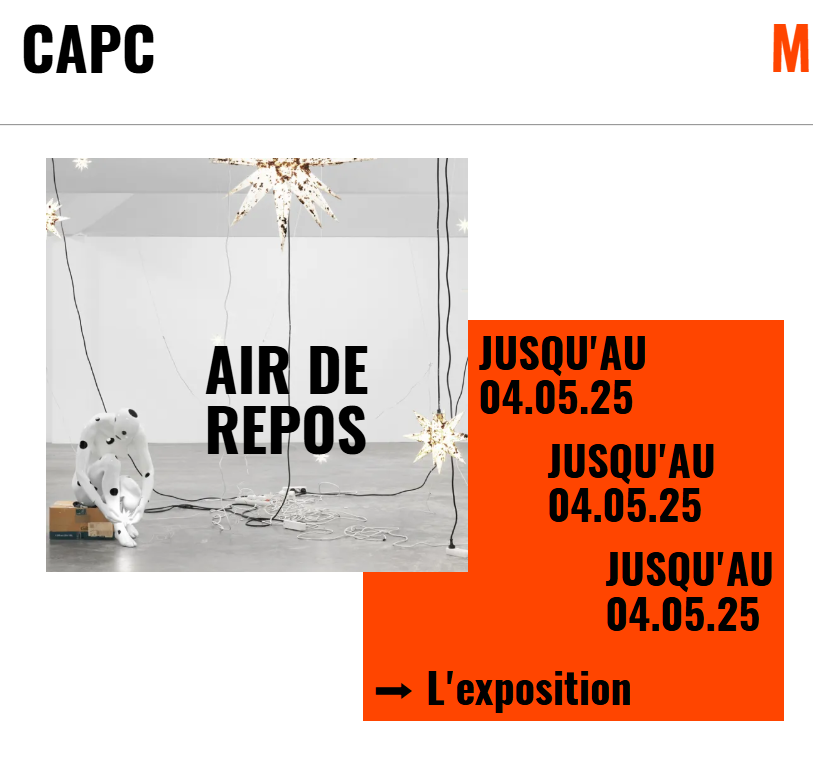 CAPC
M
AIR DE
REPOS
JUSQU'AU
04.05.25
JUSQU'AU
04.05.25
JUSQU'AU
04.05.25
➞ L'exposition